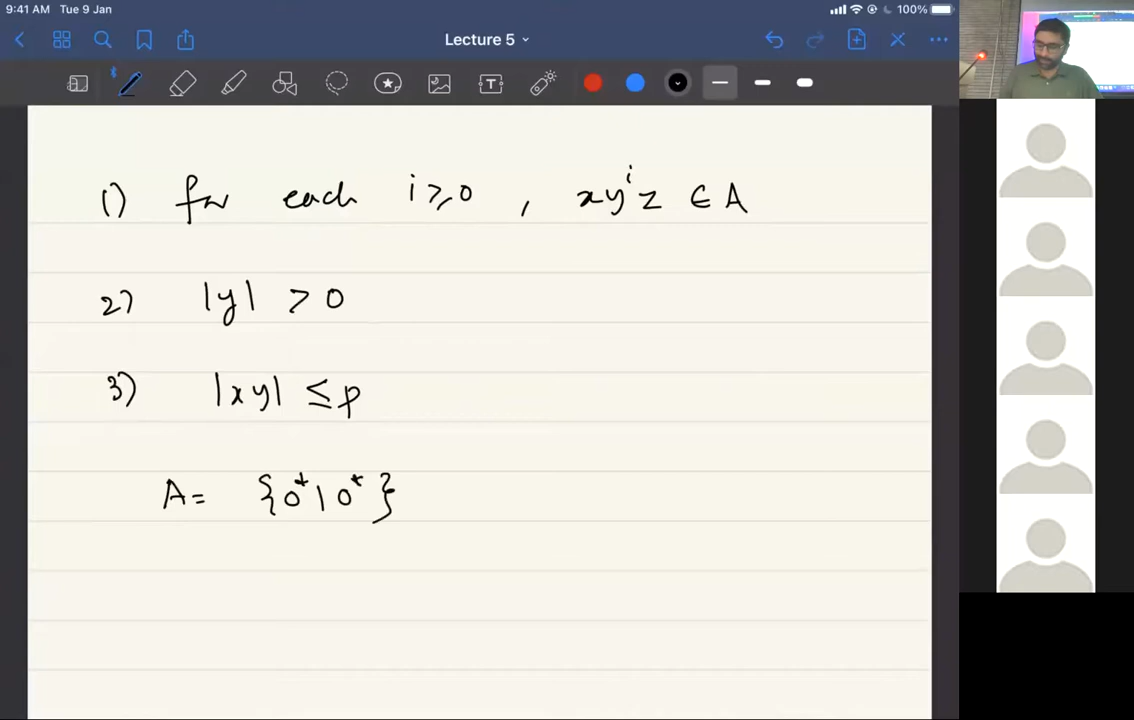 9:41 AM Tue 9 Jan 100%
Lecture 5
T
1) for each i ≥ 0 , xyⁱz ∈ A
2) |y| > 0
3) |xy| ≤ p
A = {0*10*}